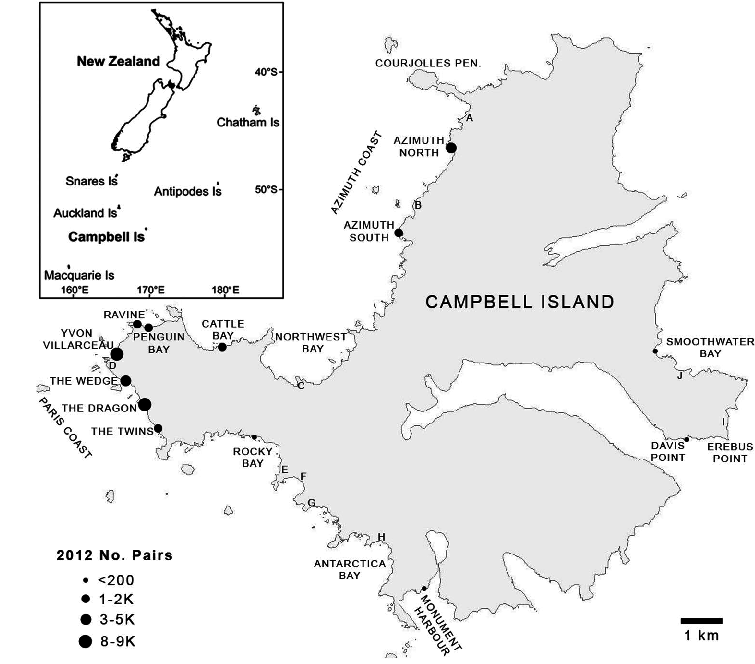 New Zealand
40°S
Chatham Is
Snares Is
Antipodes Is
50°S
Auckland Is
Campbell Is
Macquarie Is
160°E
170°E
180°E
COURJOLLES PEN.
A
AZIMUTH
NORTH
AZIMUTH COAST
B
AZIMUTH
SOUTH
CAMPBELL ISLAND
RAVINE
PENGUIN
BAY
CATTLE
BAY
NORTHWEST
BAY
YVON
VILLARCEAU
D
THE WEDGE
C
THE DRAGON
PARIS COAST
THE TWINS
SMOOTHWATER
BAY
J
I
DAVIS
POINT
EREBUS
POINT
ROCKY
BAY
E
F
G
H
ANTARCTICA
BAY
MONUMENT
HARBOUR
2012 No. Pairs
<200
1-2K
3-5K
8-9K
1 km